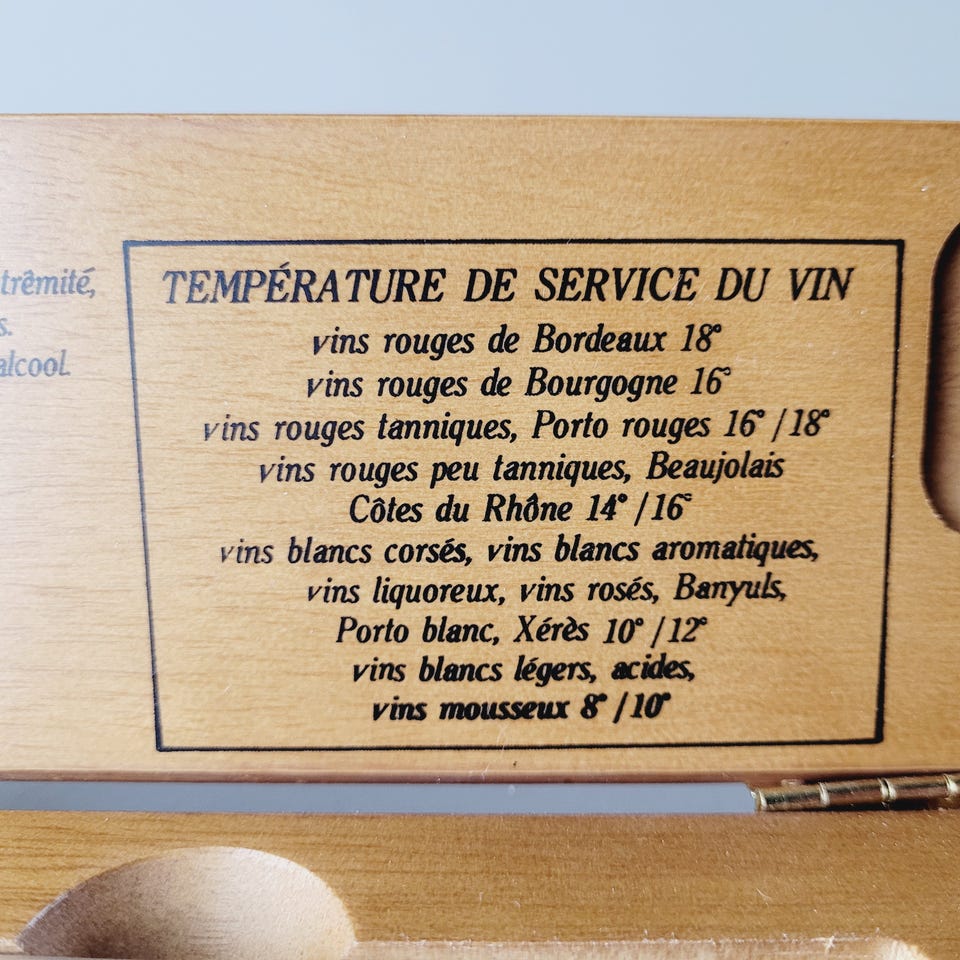 trêmité,
s.
alcool.
TEMPÉRATURE DE SERVICE DU VIN
vins rouges de Bordeaux 18°
vins rouges de Bourgogne 16°
vins rouges tanniques, Porto rouges 16° / 18°
vins rouges peu tanniques, Beaujolais
Côtes du Rhône 14° / 16°
vins blancs corsés, vins blancs aromatiques,
vins liquoreux, vins rosés, Banyuls,
Porto blanc, Xérès 10° / 12°
vins blancs légers, acides,
vins mousseux 8° / 10°